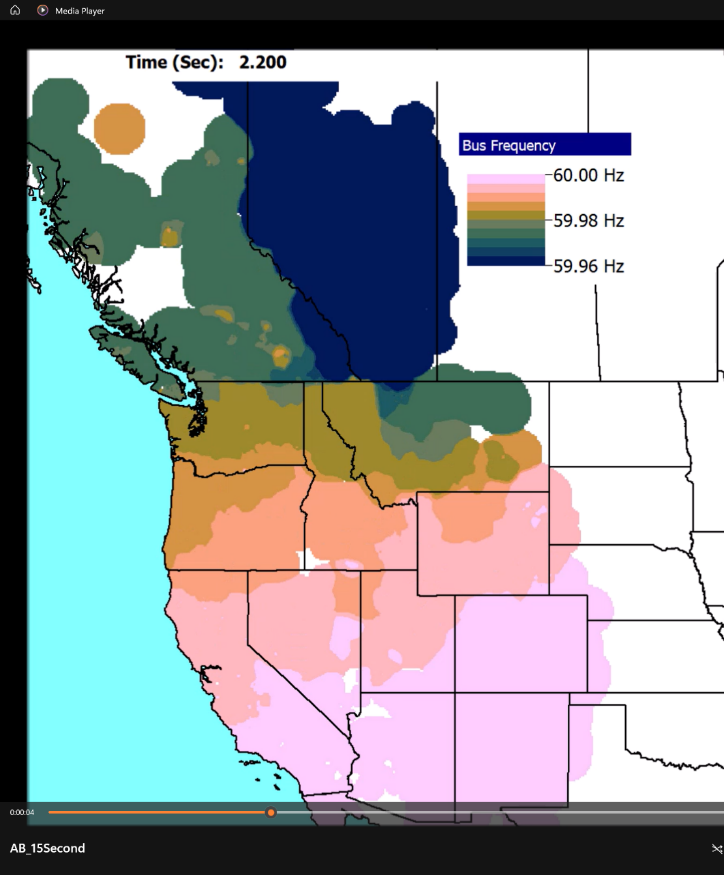 Media Player
Time (Sec): 2.200
Bus Frequency
60.00 Hz
59.98 Hz
59.96 Hz
0:00:04
AB_15Second